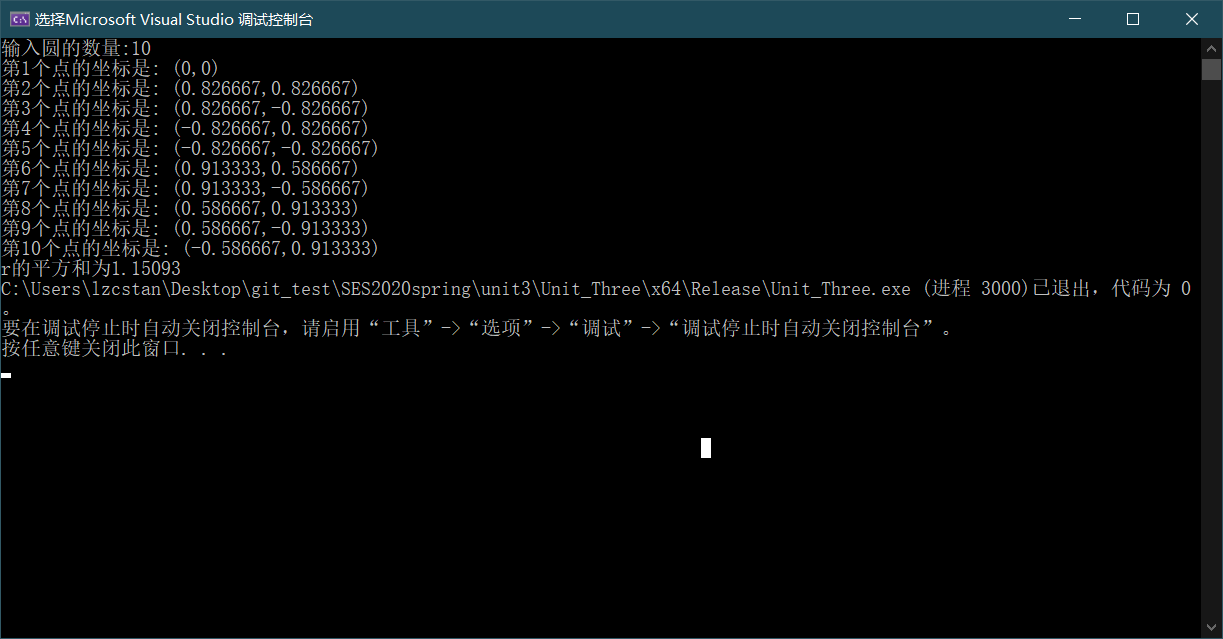 选择Microsoft Visual Studio 调试控制台
输入圆的数量:10
第1个点的坐标是: (0,0)
第2个点的坐标是: (0.826667,0.826667)
第3个点的坐标是: (0.826667,-0.826667)
第4个点的坐标是: (-0.826667,0.826667)
第5个点的坐标是: (-0.826667,-0.826667)
第6个点的坐标是: (0.913333,0.586667)
第7个点的坐标是: (0.913333,-0.586667)
第8个点的坐标是: (0.586667,0.913333)
第9个点的坐标是: (0.586667,-0.913333)
第10个点的坐标是: (-0.586667,0.913333)
r的平方和为1.15093
C:\Users\lzcstan\Desktop\git_test\SES2020spring\unit3\Unit_Three\x64\Release\Unit_Three.exe (进程 3000)已退出，代码为 0
。
要在调试停止时自动关闭控制台，请启用“工具”->“选项”->“调试”->“调试停止时自动关闭控制台”。
按任意键关闭此窗口. . .